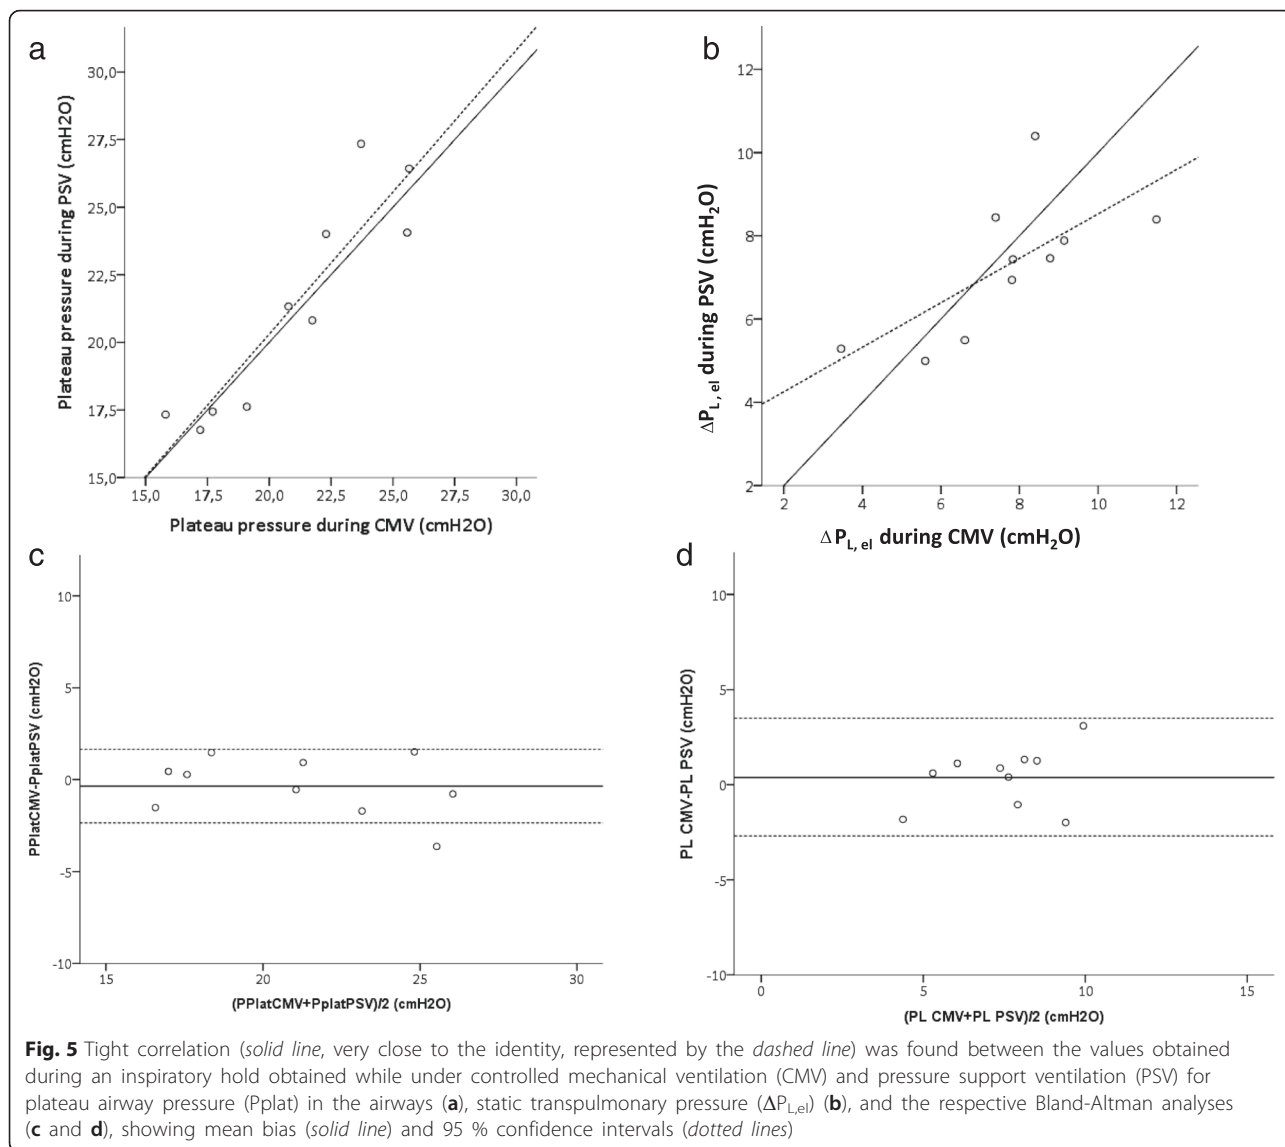 a
30,0
27,5
25,0
22,5
20,0
17,5
15,0
Plateau pressure during PSV (cmH2O)
15,0 17,5 20,0 22,5 25,0 27,5 30,0
Plateau pressure during CMV (cmH2O)
b
12
10
8
6
4
2
ΔP_L, el during PSV (cmH₂O)
2 4 6 8 10 12
ΔP_L, el during CMV (cmH₂O)
c
10
5
0
-5
-10
PPlatCMV-PplatPSV (cmH2O)
15 20 25 30
(PPlatCMV+PplatPSV)/2 (cmH2O)
d
10
5
0
-5
-10
PL CMV-PL PSV (cmH2O)
0 5 10 15
(PL CMV+PL PSV)/2 (cmH2O)
Fig. 5 Tight correlation (solid line, very close to the identity, represented by the dashed line) was found between the values obtained
during an inspiratory hold obtained while under controlled mechanical ventilation (CMV) and pressure support ventilation (PSV) for
plateau airway pressure (Pplat) in the airways (a), static transpulmonary pressure (ΔP_L,el) (b), and the respective Bland-Altman analyses
(c and d), showing mean bias (solid line) and 95 % confidence intervals (dotted lines)